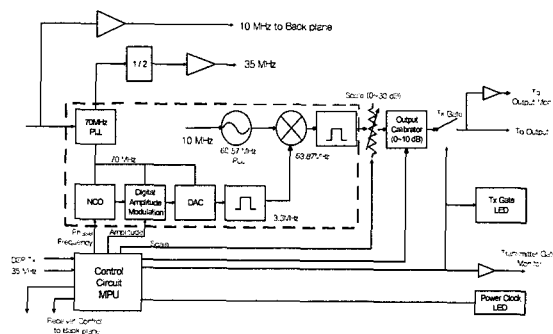 10 MHz to Back plane
1/2
35 MHz
Scale (0~30 dB)
70MHz
PLL
10 MHz
60.57 MHz
PLL
63.87MHz
Output
Calibrator
(0~10 dB)
Tx Gate
To
Output Mon
To Output
70 MHz
NCO
Digital
Amplitude
Modulation
DAC
3.3MHz
Tx Gate
LED
Phase
Frequency
Amplitude
Scale
35 MHz
Control
Circuit
MPU
Transmitter Gate
Monitor
Power Clock
LED
Receiver Control
to Back plane